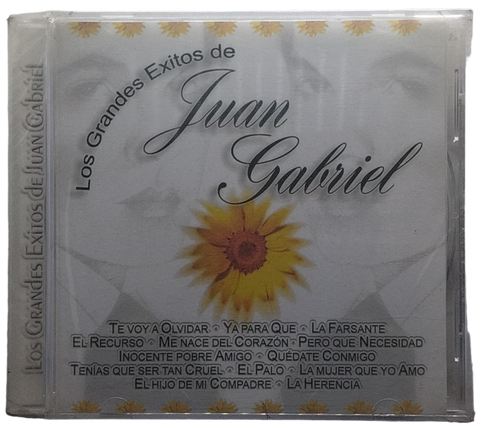 Los Grandes Exitos de
Juan
Gabriel
TE VOY A OLVIDAR • YA PARA QUE • LA FARSANTE
EL RECURSO • ME NACE DEL CORAZÓN • PERO QUE NECESIDAD
INOCENTE POBRE AMIGO • QUÉDATE CONMIGO
TENÍAS QUE SER TAN CRUEL • EL PALO • LA MUJER QUE YO AMO
EL HIJO DE MI COMPADRE • LA HERENCIA
LOS GRANDES EXITOS DE JUAN GABRIEL